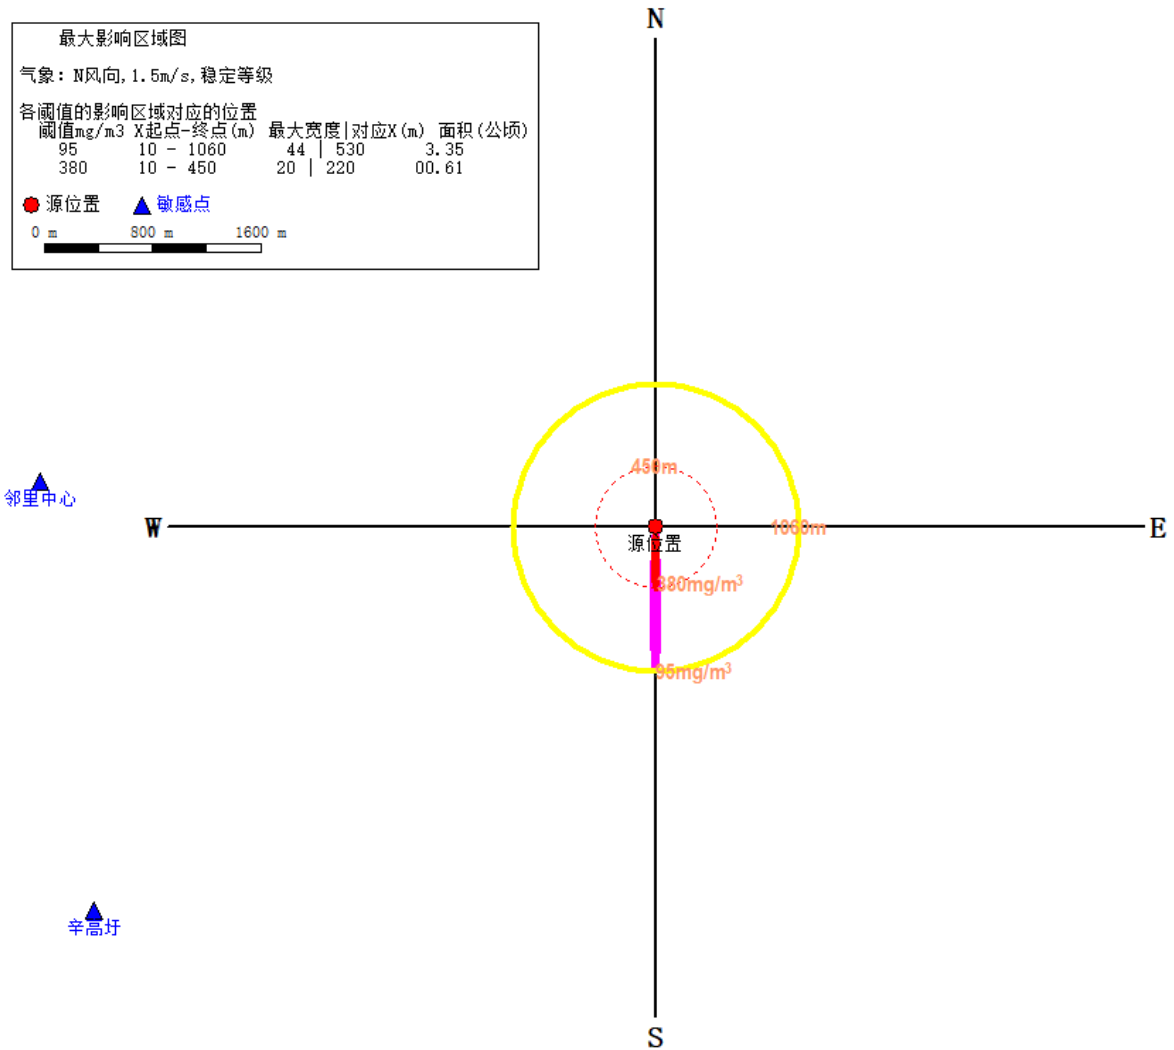 最大影响区域图
气象: N风向,1.5m/s,稳定等级
各阈值的影响区域对应的位置
阈值mg/m3 X起点-终点(m) 最大宽度|对应X(m) 面积(公顷)
95 10 - 1060 44 | 530 3.35
380 10 - 450 20 | 220 00.61
源位置 敏感点
0 m 800 m 1600 m
N
450m
邻里中心
W
1060m
E
源位置
380mg/m³
95mg/m³
辛高圩
S